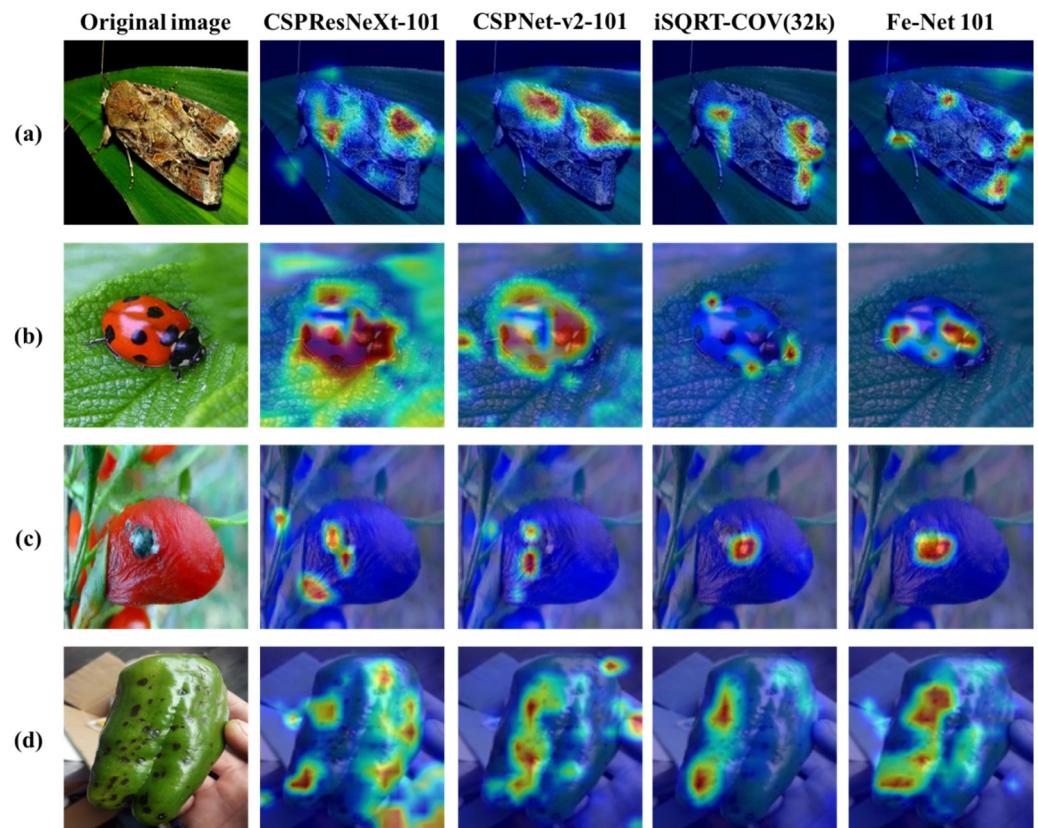 Original image CSPResNeXt-101 CSPNet-v2-101 iSQRT-COV(32k) Fe-Net 101
(a)
(b)
(c)
(d)